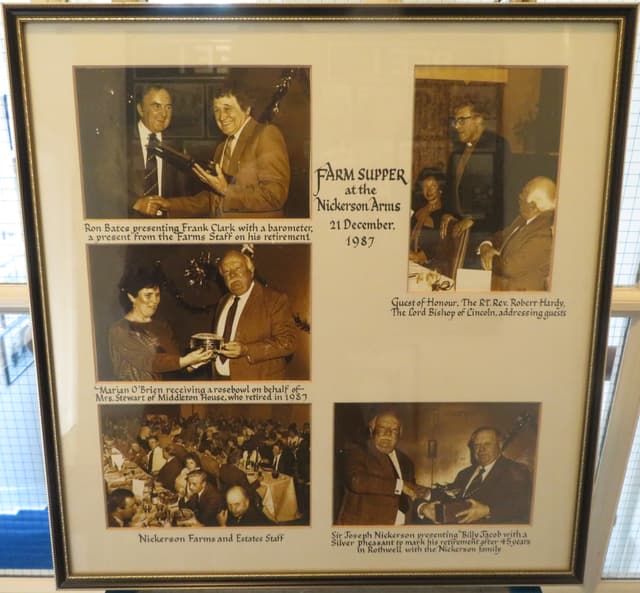 FARM SUPPER
at the
Nickerson Arms
21 December,
1987
Ron Bates presenting Frank Clark with a barometer,
a present from the Farms Staff on his retirement
Guest of Honour, The RT. Rev. Robert Hardy,
The Lord Bishop of Lincoln, addressing guests
Marian O'Brien receiving a rosebowl on behalf of
Mrs. Stewart of Middleton House, who retired in 1987
Nickerson Farms and Estates Staff
Sir Joseph Nickerson presenting "Billy Jacob with a
Silver pheasant to mark his retirement after 45 years
in Rothwell with the Nickerson family